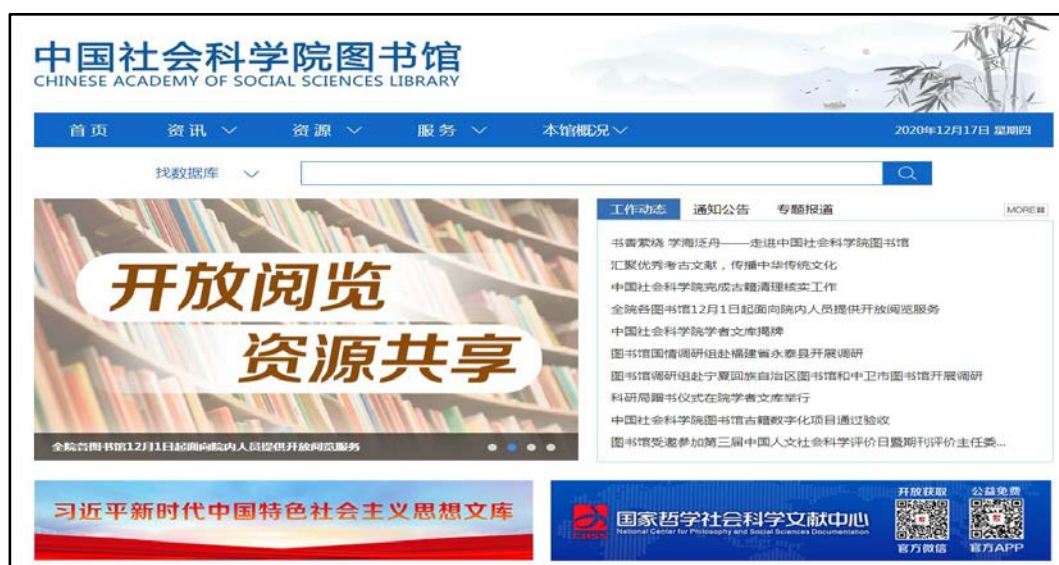 中国社会科学院图书馆
CHINESE ACADEMY OF SOCIAL SCIENCES LIBRARY
首页 资讯 资源 服务 本馆概况 2020年12月17日 星期四
找数据库
开放阅览
资源共享
全院各图书馆12月1日起面向院内人员提供开放阅览服务
工作动态 通知公告 专题报道 MORE
书香萦绕 学海泛舟——走进中国社会科学院图书馆
汇聚优秀考古文献，传播中华传统文化
中国社会科学院完成古籍清理核实工作
全院各图书馆12月1日起面向院内人员提供开放阅览服务
中国社会科学院学者文库揭牌
图书馆国情调研组赴福建省永泰县开展调研
图书馆调研组赴宁夏回族自治区图书馆和中卫市图书馆开展调研
科研局赠书仪式在院学者文库举行
中国社会科学院图书馆古籍数字化项目通过验收
图书馆受邀参加第三届中国人文社会科学评价日暨期刊评价主任委...
习近平新时代中国特色社会主义思想文库
CASS
国家哲学社会科学文献中心
National Center for Philosophy and Social Sciences Documentation
开放获取 公益免费
官方微信 官方APP